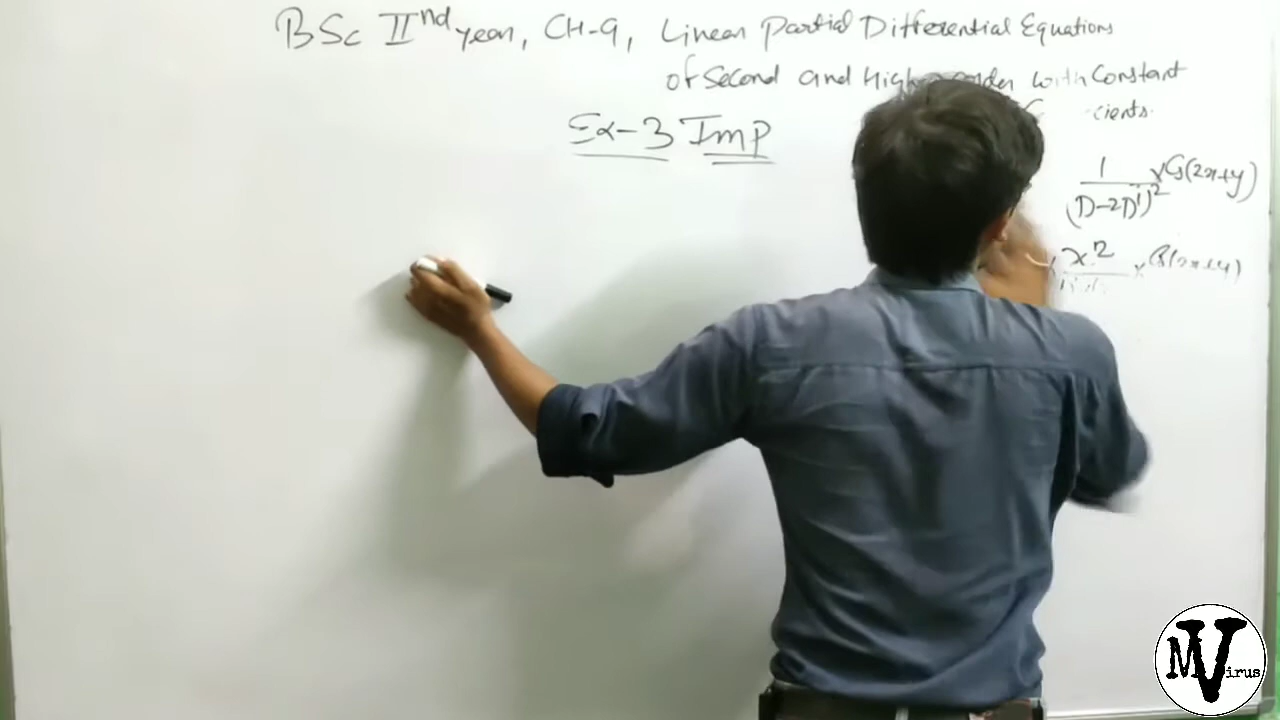 BSc IInd year, CH-9, Linear Partial Differential Equations
of Second and High order with Constant
cients.
Ex-3 Imp
1
(D-2D')²
x²
MVirus